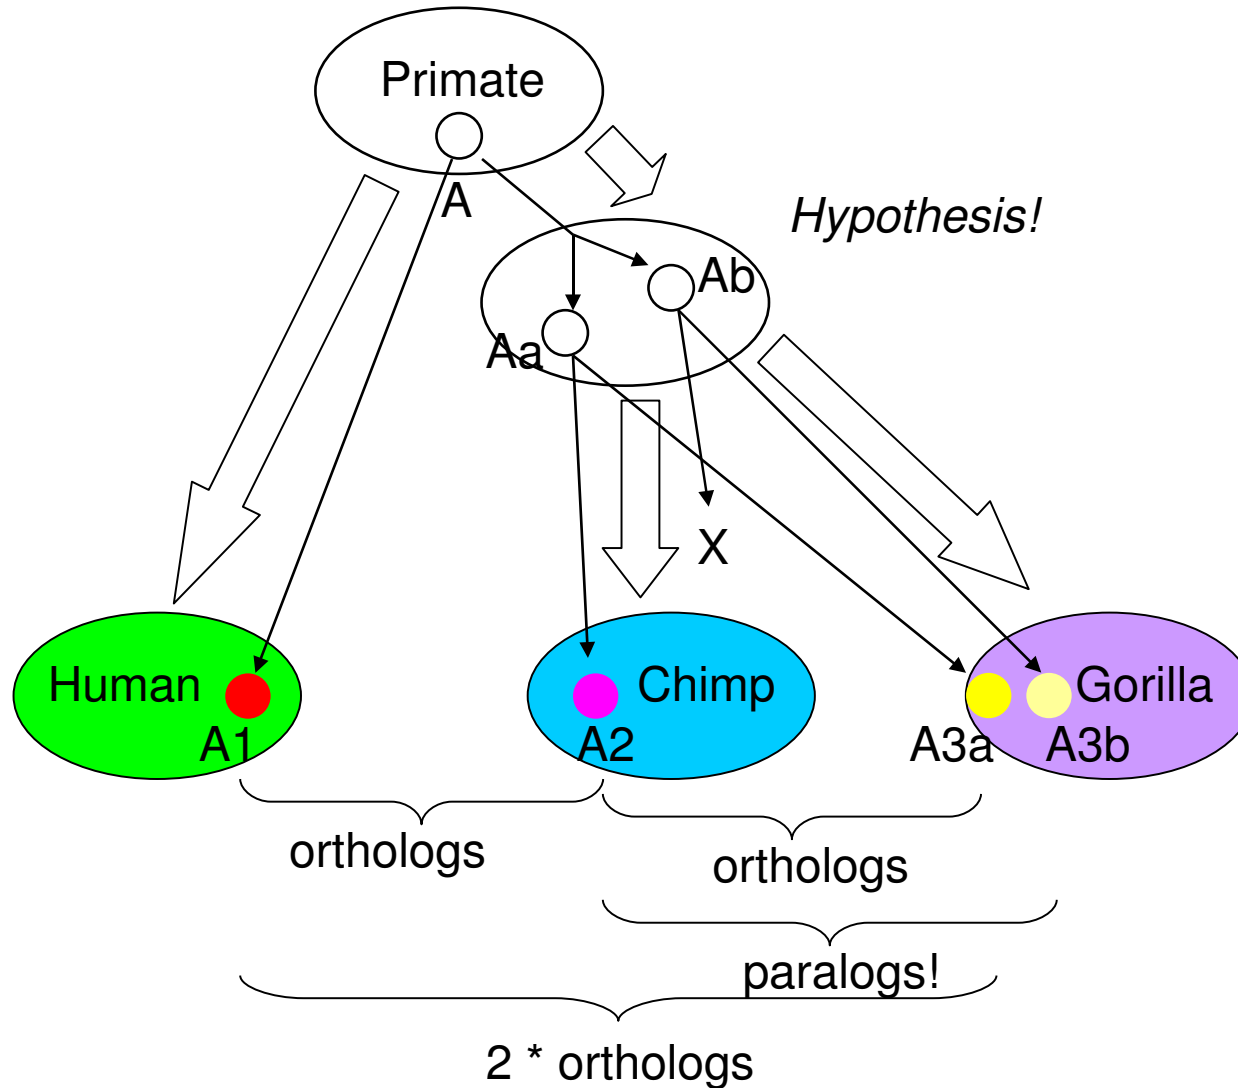 Primate
A
Hypothesis!
Ab
Aa
X
Human
Chimp
Gorilla
A1
A2
A3a
A3b
orthologs
orthologs
paralogs!
2 * orthologs